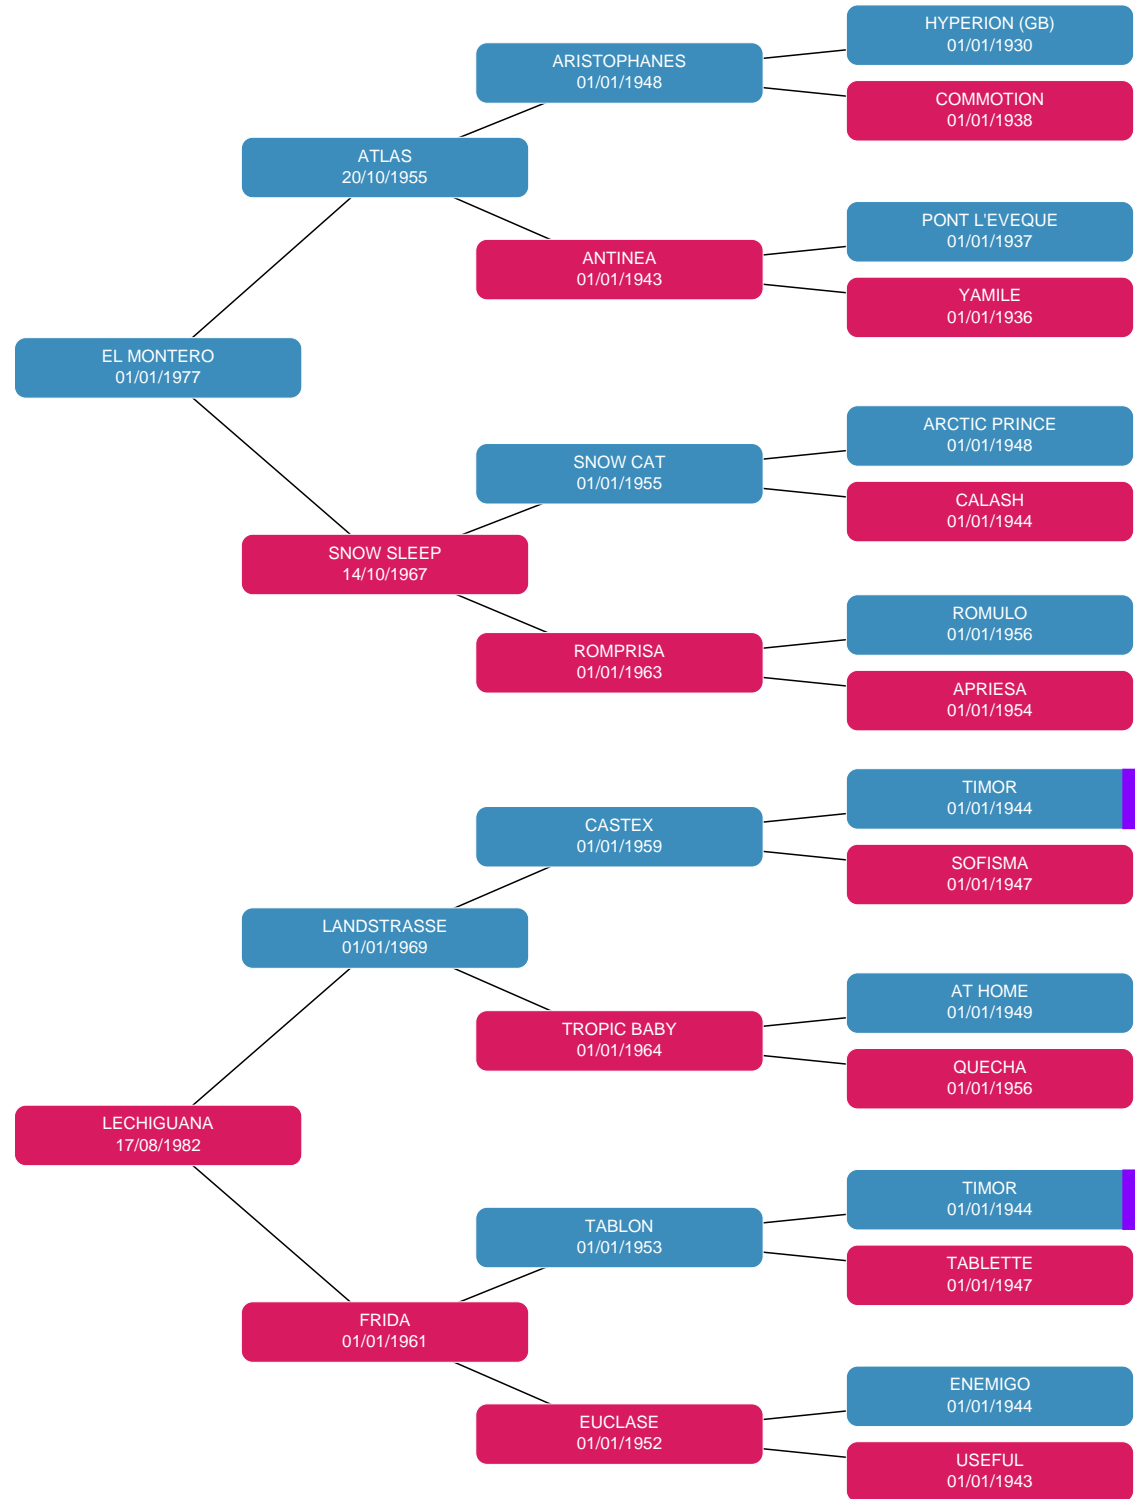 HYPERION (GB)
01/01/1930
ARISTOPHANES
01/01/1948
COMMOTION
01/01/1938
ATLAS
20/10/1955
PONT L'EVEQUE
01/01/1937
ANTINEA
01/01/1943
YAMILE
01/01/1936
EL MONTERO
01/01/1977
ARCTIC PRINCE
01/01/1948
SNOW CAT
01/01/1955
CALASH
01/01/1944
SNOW SLEEP
14/10/1967
ROMULO
01/01/1956
ROMPRISA
01/01/1963
APRIESA
01/01/1954
TIMOR
01/01/1944
CASTEX
01/01/1959
SOFISMA
01/01/1947
LANDSTRASSE
01/01/1969
AT HOME
01/01/1949
TROPIC BABY
01/01/1964
QUECHA
01/01/1956
LECHIGUANA
17/08/1982
TIMOR
01/01/1944
TABLON
01/01/1953
TABLETTE
01/01/1947
FRIDA
01/01/1961
ENEMIGO
01/01/1944
EUCLASE
01/01/1952
USEFUL
01/01/1943